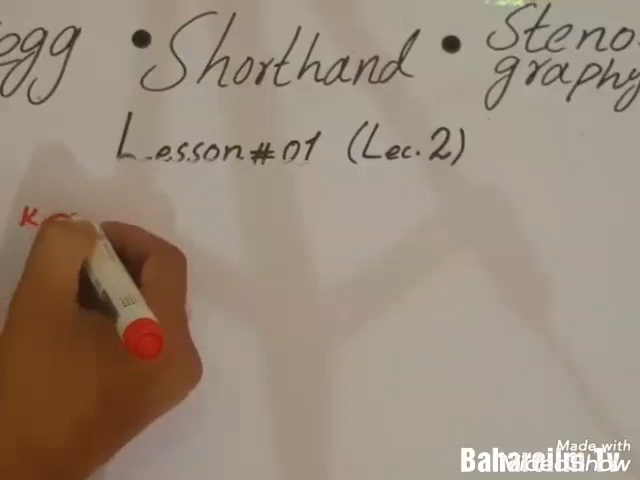 • Shorthand • Steno-
graphy
Lesson # 01 (Lec. 2)
K
Made with
Bahareilm Tv